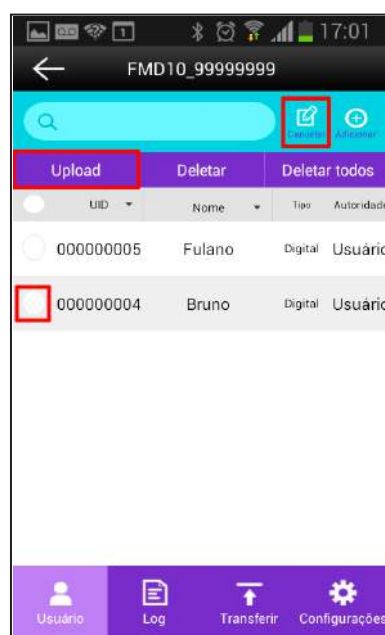 1 17:01
FMD10_99999999
Cancelar Adicionar
Upload Deletar Deletar todos
UID Nome Tipo Autoridade
000000005 Fulano Digital Usuário
000000004 Bruno Digital Usuário
Usuário Log Transferir Configurações